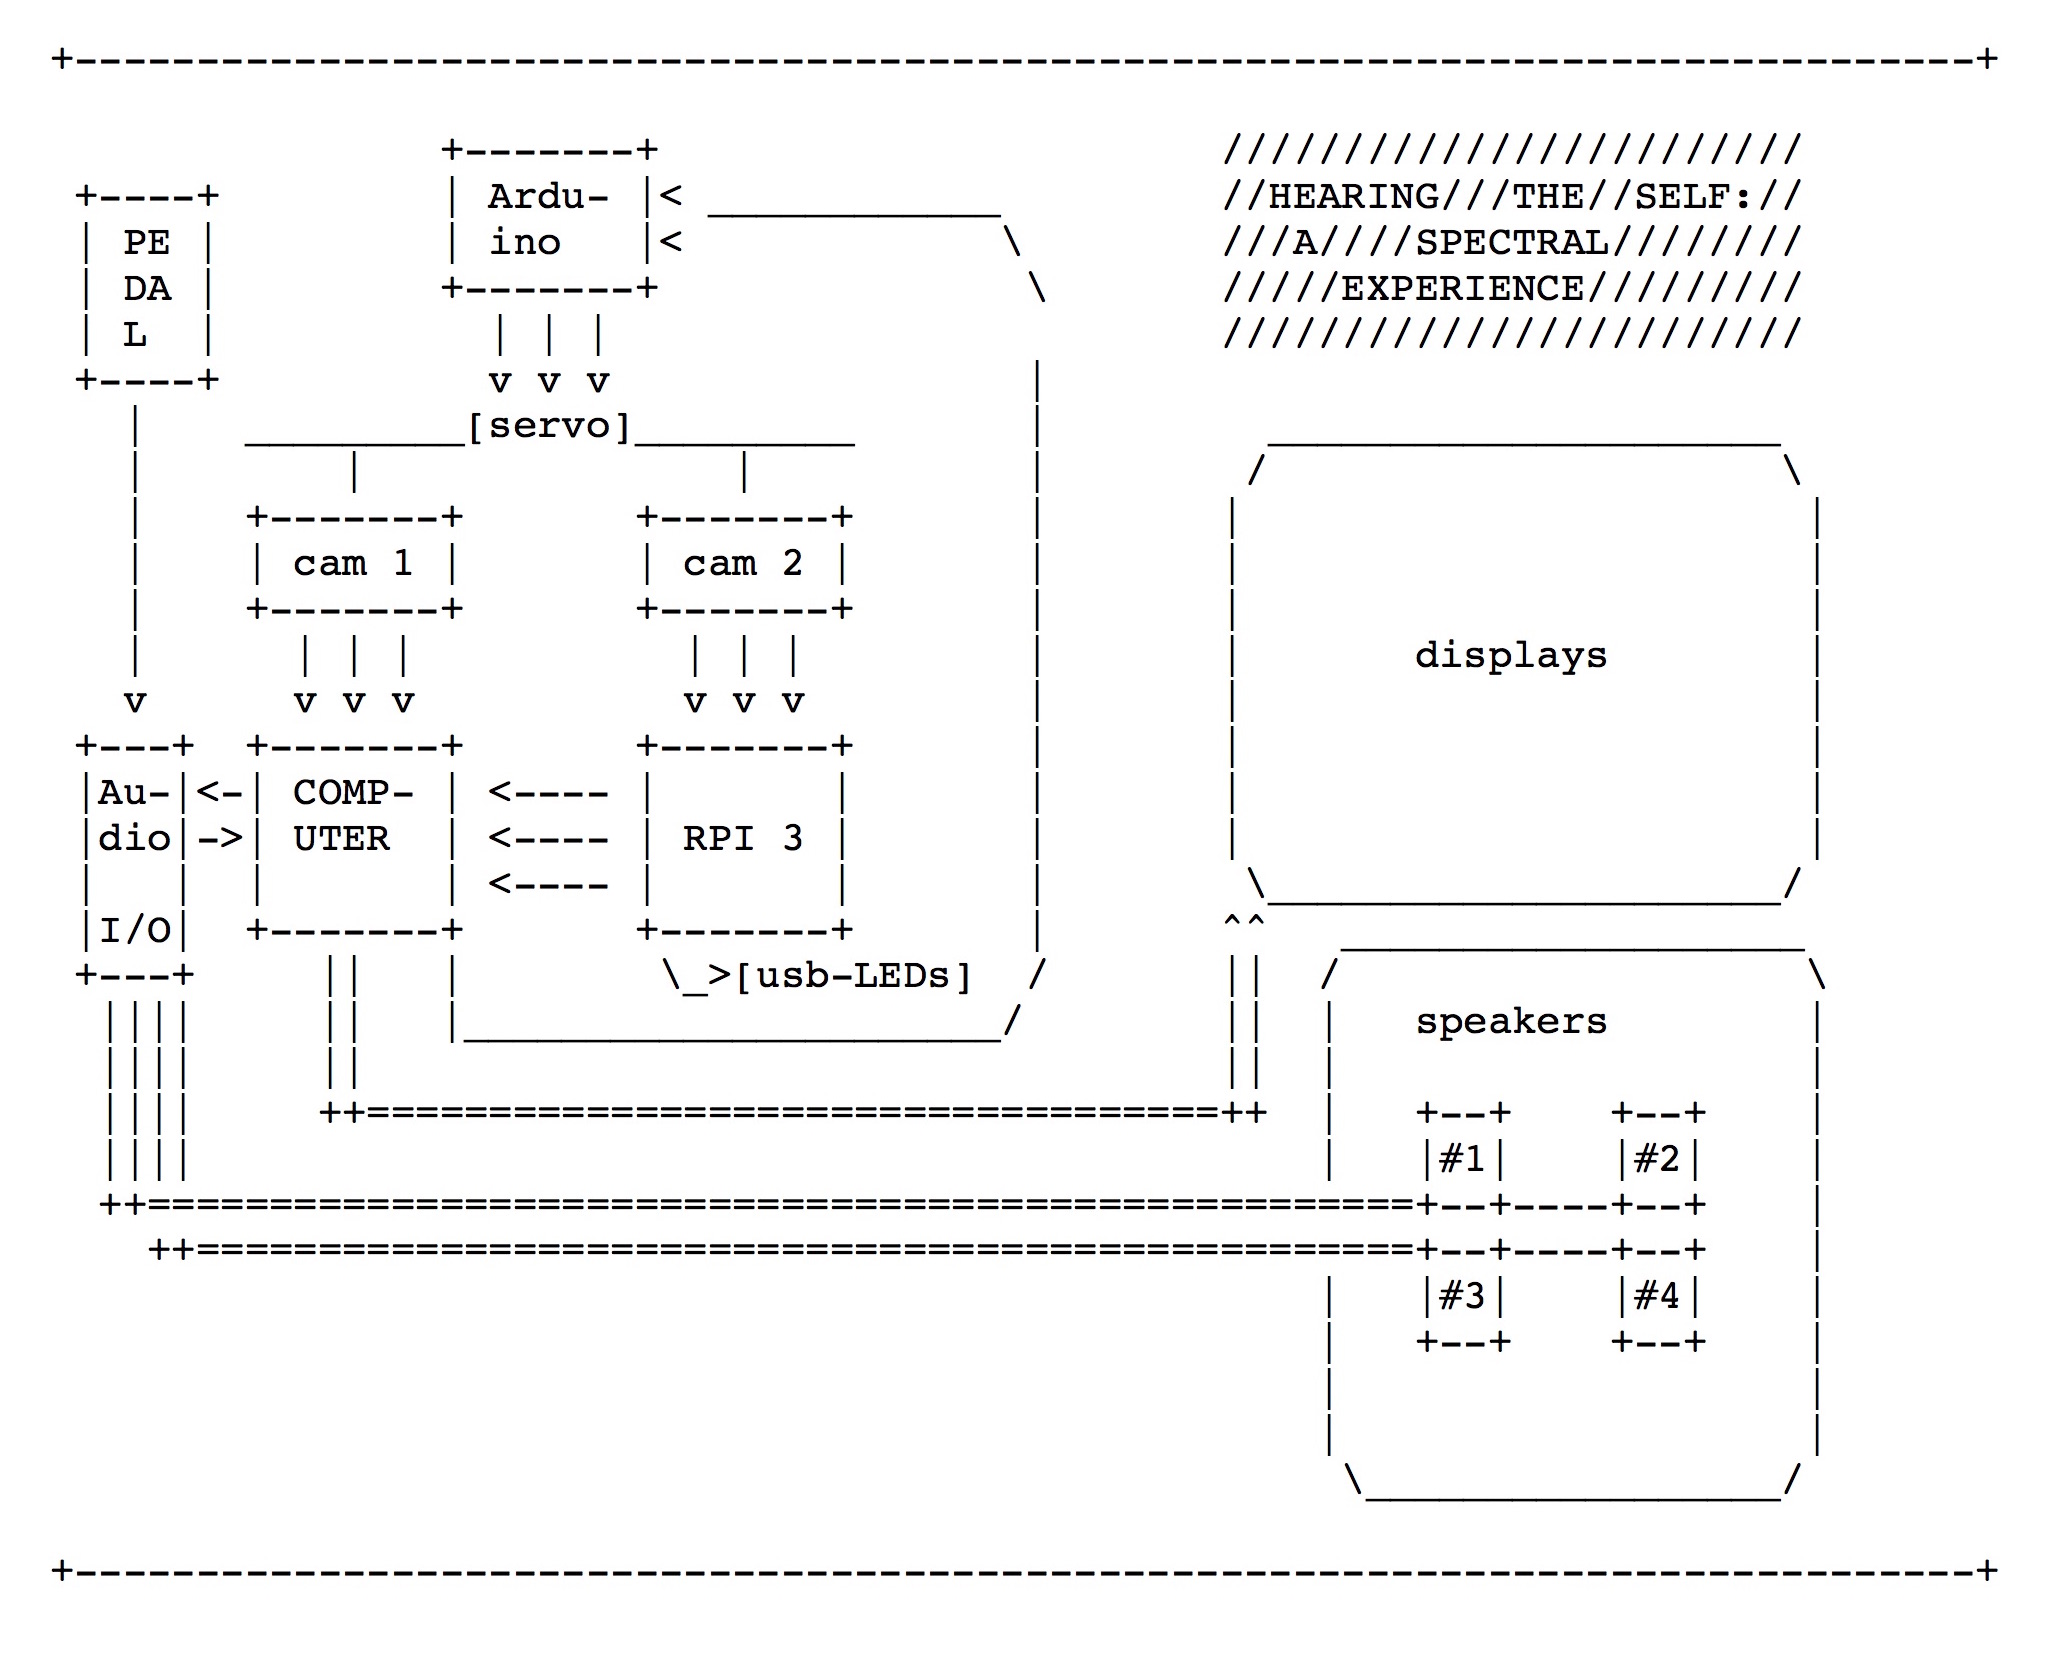 //HEARING///THE//SELF://
///A////SPECTRAL////////
/////EXPERIENCE/////////
Ardu-
ino
PE
DA
L
[servo]
cam 1
cam 2
displays
Au-
dio
I/O
COMP-
UTER
RPI 3
[usb-LEDs]
speakers
#1
#2
#3
#4